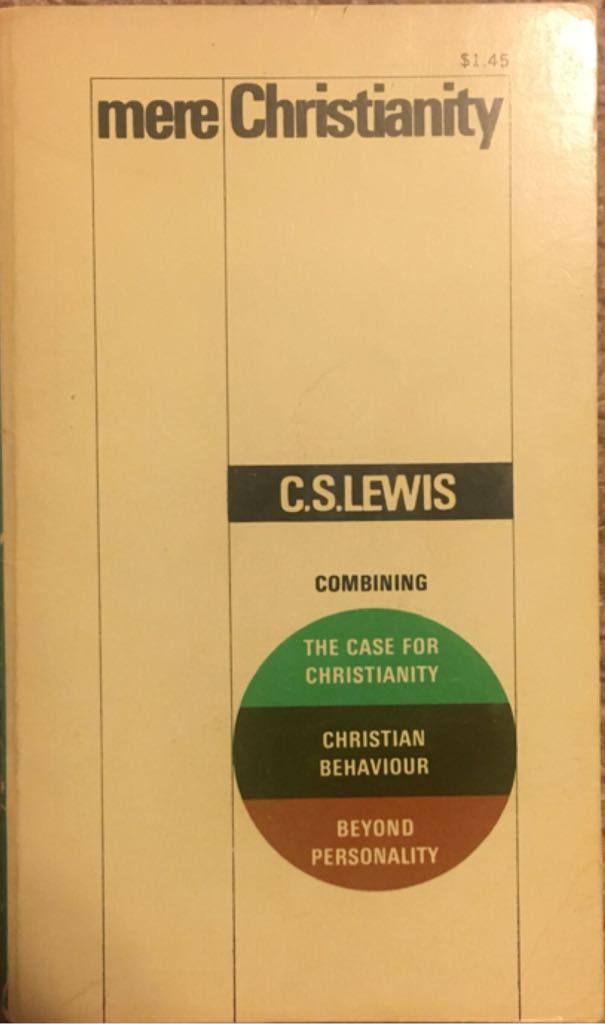 $1.45
mere Christianity
C.S.LEWIS
COMBINING
THE CASE FOR
CHRISTIANITY
CHRISTIAN
BEHAVIOUR
BEYOND
PERSONALITY